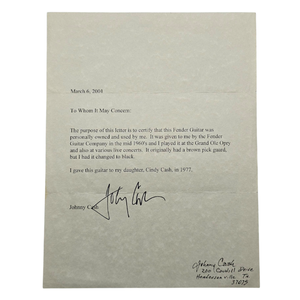 March 6, 2001
To Whom It May Concern:
The purpose of this letter is to certify that this Fender Guitar was
personally owned and used by me. It was given to me by the Fender
Guitar Company in the mid 1960's and I played it at the Grand Ole Opry
and also at various live concerts. It originally had a brown pick guard,
but I had it changed to black.
I gave this guitar to my daughter, Cindy Cash, in 1977.
Johnny Cash
Johnny Cash
Johnny Cash
200 Caudill Drive
Hendersonville Tn
37075